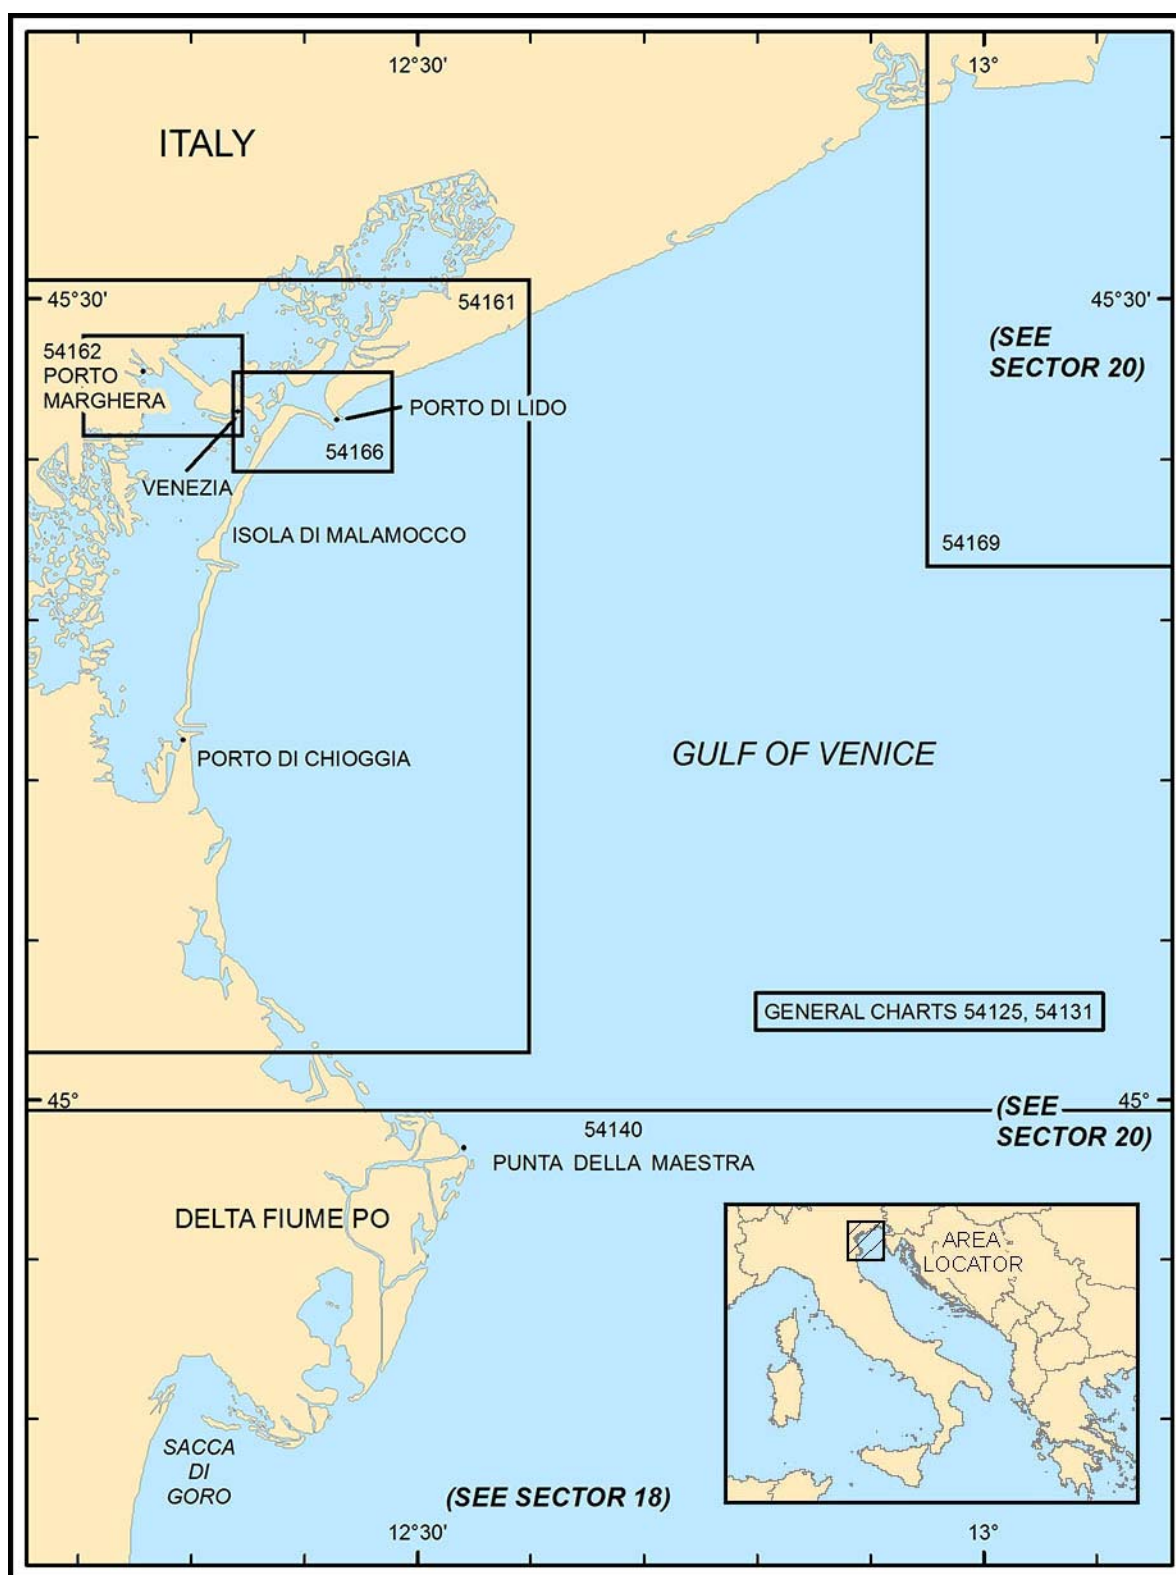 12°30'
13°
ITALY
45°30'
54161
45°30'
(SEE
SECTOR 20)
54162
PORTO
MARGHERA
PORTO DI LIDO
54166
VENEZIA
ISOLA DI MALAMOCCO
54169
PORTO DI CHIOGGIA
GULF OF VENICE
GENERAL CHARTS 54125, 54131
45°
(SEE
45°
SECTOR 20)
54140
PUNTA DELLA MAESTRA
DELTA FIUME PO
AREA
LOCATOR
SACCA
DI
GORO
(SEE SECTOR 18)
12°30'
13°